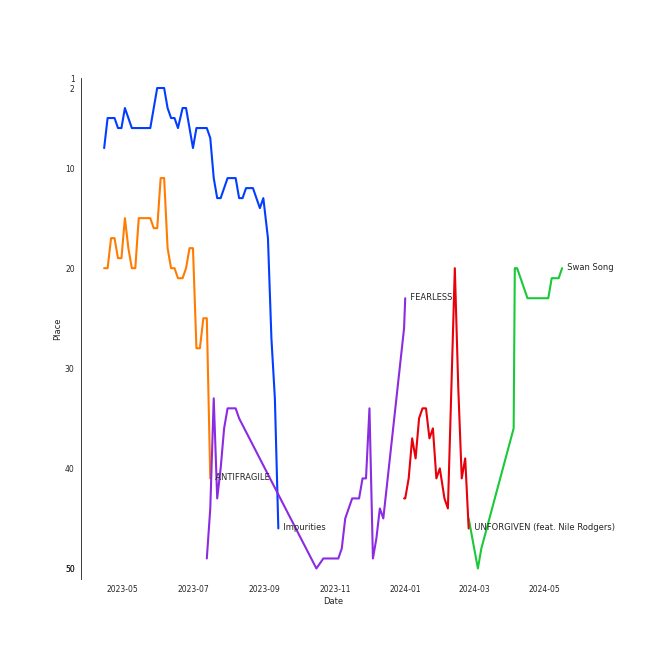 1
2
10
20
30
40
50
Place
Swan Song
FEARLESS
ANTIFRAGILE
Impurities
UNFORGIVEN (feat. Nile Rodgers)
2023-05
2023-07
2023-09
2023-11
2024-01
2024-03
2024-05
Date